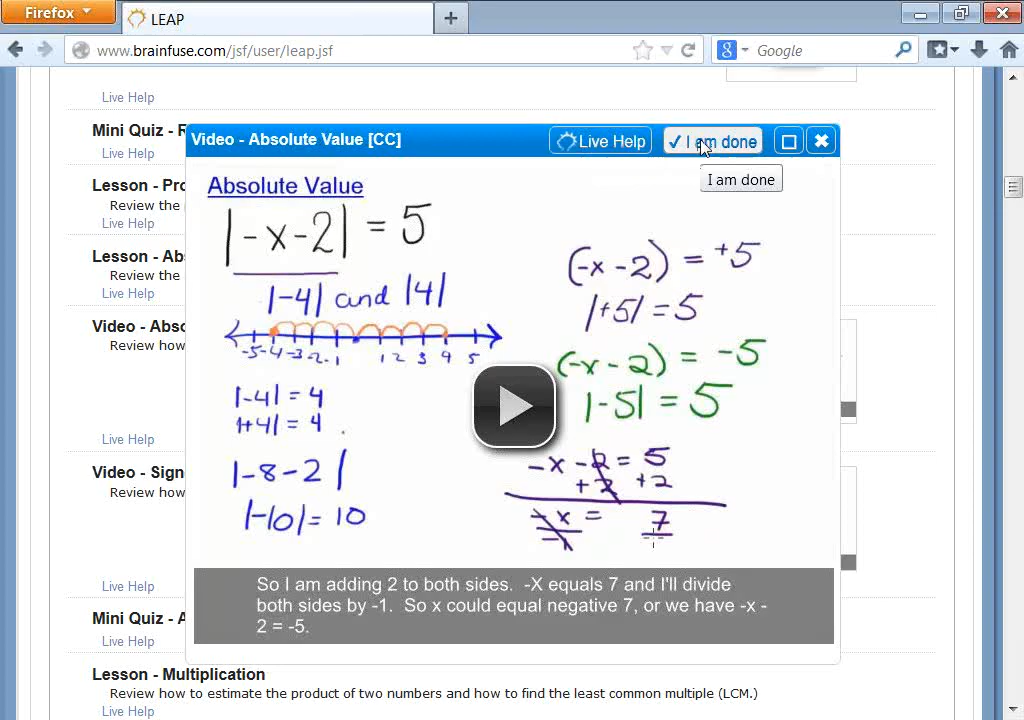 Firefox
LEAP
www.brainfuse.com/jsf/user/leap.jsf
Google
Live Help
Mini Quiz - R
Live Help
Lesson - Pro
Review the
Live Help
Lesson - Abs
Review the
Live Help
Video - Abso
Review how
Live Help
Video - Sign
Review how
Live Help
Mini Quiz - A
Live Help
Lesson - Multiplication
Review how to estimate the product of two numbers and how to find the least common multiple (LCM.)
Live Help
Video - Absolute Value [CC]
Live Help
✓ I am done
I am done
Absolute Value
|-x-2| = 5
|-4| and |4|
-5 -4 -3 -2 -1 1 2 3 4 5
|-4| = 4
|+4| = 4
|-8-2|
|-10| = 10
(-x-2) = +5
|+5| = 5
(-x-2) = -5
|-5| = 5
-x-2 = 5
+2 +2
-x = 7
-1
So I am adding 2 to both sides. -X equals 7 and I'll divide
both sides by -1. So x could equal negative 7, or we have -x -
2 = -5.